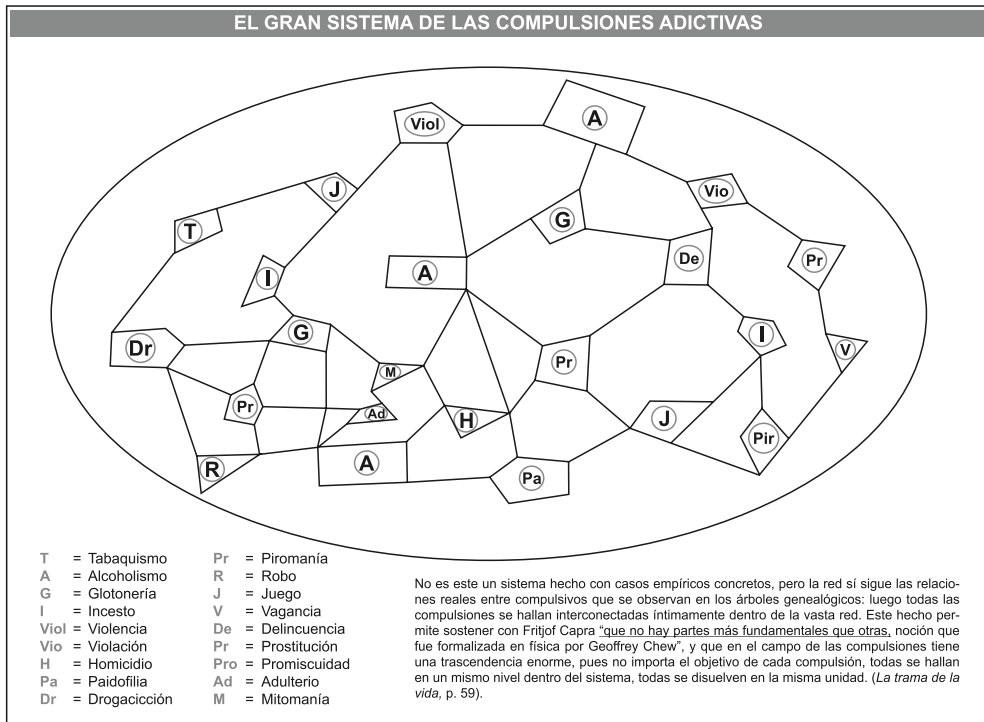 EL GRAN SISTEMA DE LAS COMPULSIONES ADICTIVAS
Viol
A
J
Vio
T
G
De
Pr
I
A
G
Dr
M
Pr
I
V
Pr
Ad
H
J
Pir
R
A
Pa
T = Tabaquismo
A = Alcoholismo
G = Glotonería
I = Incesto
Viol = Violencia
Vio = Violación
H = Homicidio
Pa = Paidofilia
Dr = Drogacicción
Pr = Piromanía
R = Robo
J = Juego
V = Vagancia
De = Delincuencia
Pr = Prostitución
Pro = Promiscuidad
Ad = Adulterio
M = Mitomanía
No es este un sistema hecho con casos empíricos concretos, pero la red sí sigue las relacio-
nes reales entre compulsivos que se observan en los árboles genealógicos: luego todas las
compulsiones se hallan interconectadas íntimamente dentro de la vasta red. Este hecho per-
mite sostener con Fritjof Capra “que no hay partes más fundamentales que otras, noción que
fue formalizada en física por Geoffrey Chew”, y que en el campo de las compulsiones tiene
una trascendencia enorme, pues no importa el objetivo de cada compulsión, todas se hallan
en un mismo nivel dentro del sistema, todas se disuelven en la misma unidad. (La trama de la
vida, p. 59).